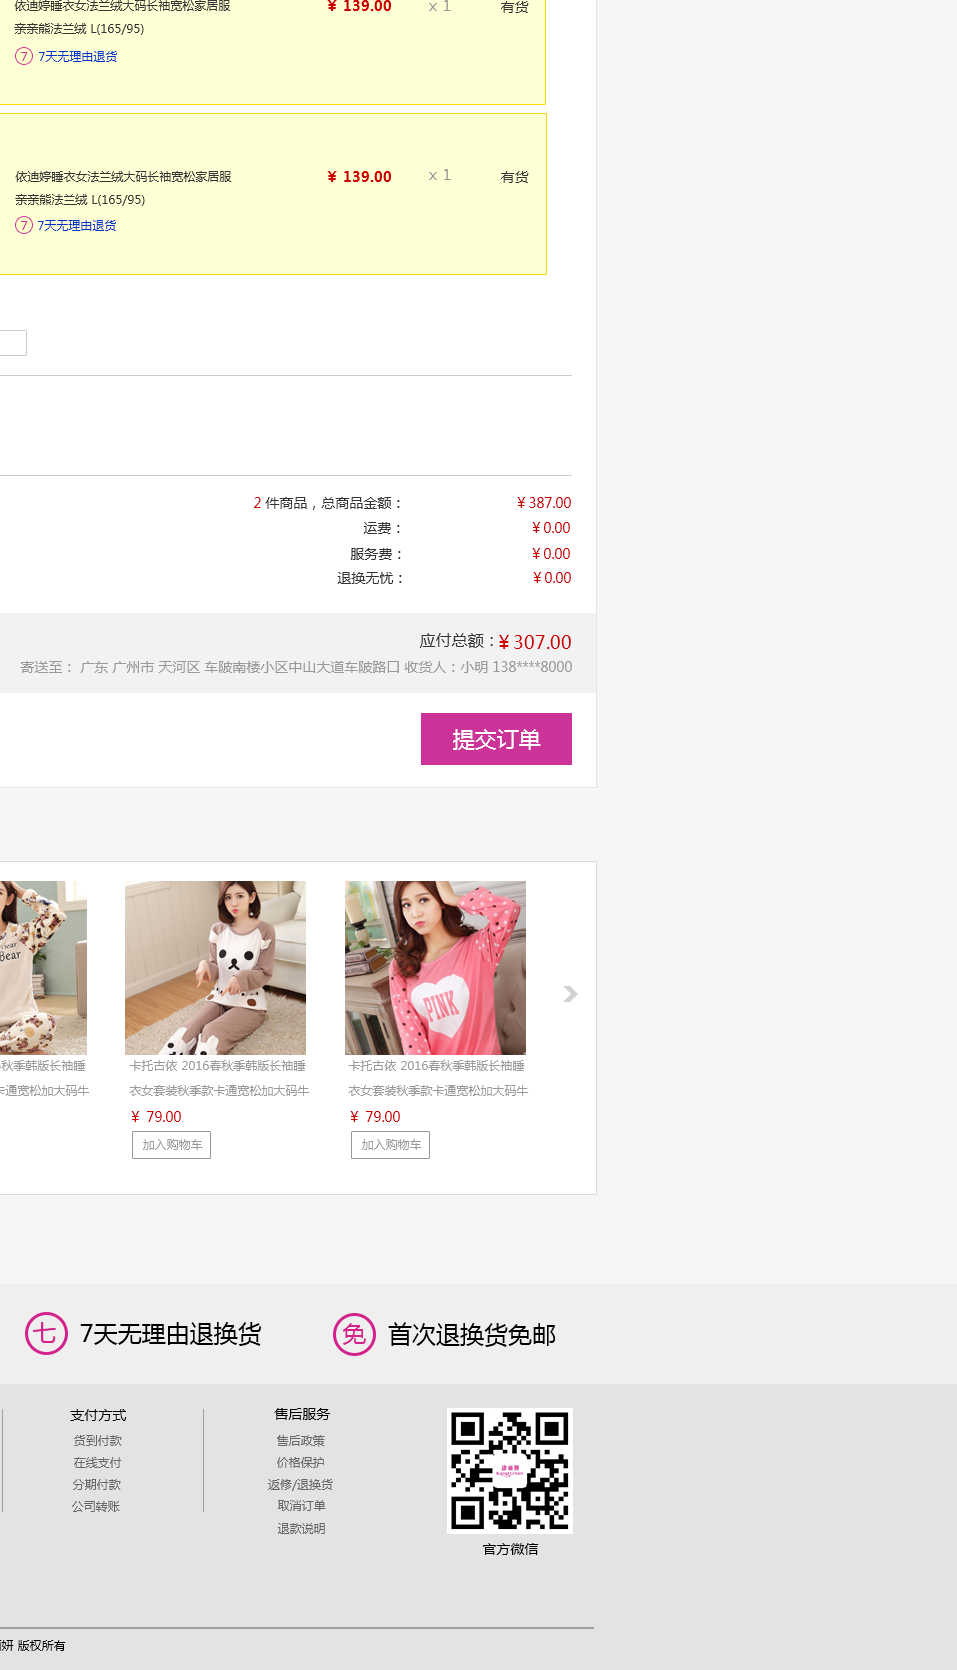 依迪婷睡衣女法兰绒大码长袖宽松家居服 ¥ 139.00 x 1 有货
亲亲熊法兰绒 L(165/95)
7 7天无理由退货
依迪婷睡衣女法兰绒大码长袖宽松家居服 ¥ 139.00 x 1 有货
亲亲熊法兰绒 L(165/95)
7 7天无理由退货
2 件商品，总商品金额： ¥ 387.00
运费： ¥ 0.00
服务费： ¥ 0.00
退换无忧： ¥ 0.00
应付总额：¥ 307.00
寄送至： 广东 广州市 天河区 车陂南楼小区中山大道车陂路口 收货人：小明 138****8000
提交订单
Bear
PINK
秋季韩版长袖睡
卡通宽松加大码牛
卡托古依 2016春秋季韩版长袖睡
衣女套装秋季款卡通宽松加大码牛
¥ 79.00
加入购物车
卡托古依 2016春秋季韩版长袖睡
衣女套装秋季款卡通宽松加大码牛
¥ 79.00
加入购物车
七 7天无理由退换货
免 首次退换货免邮
支付方式
货到付款
在线支付
分期付款
公司转账
售后服务
售后政策
价格保护
返修/退换货
取消订单
退款说明
官方微信
妍 版权所有